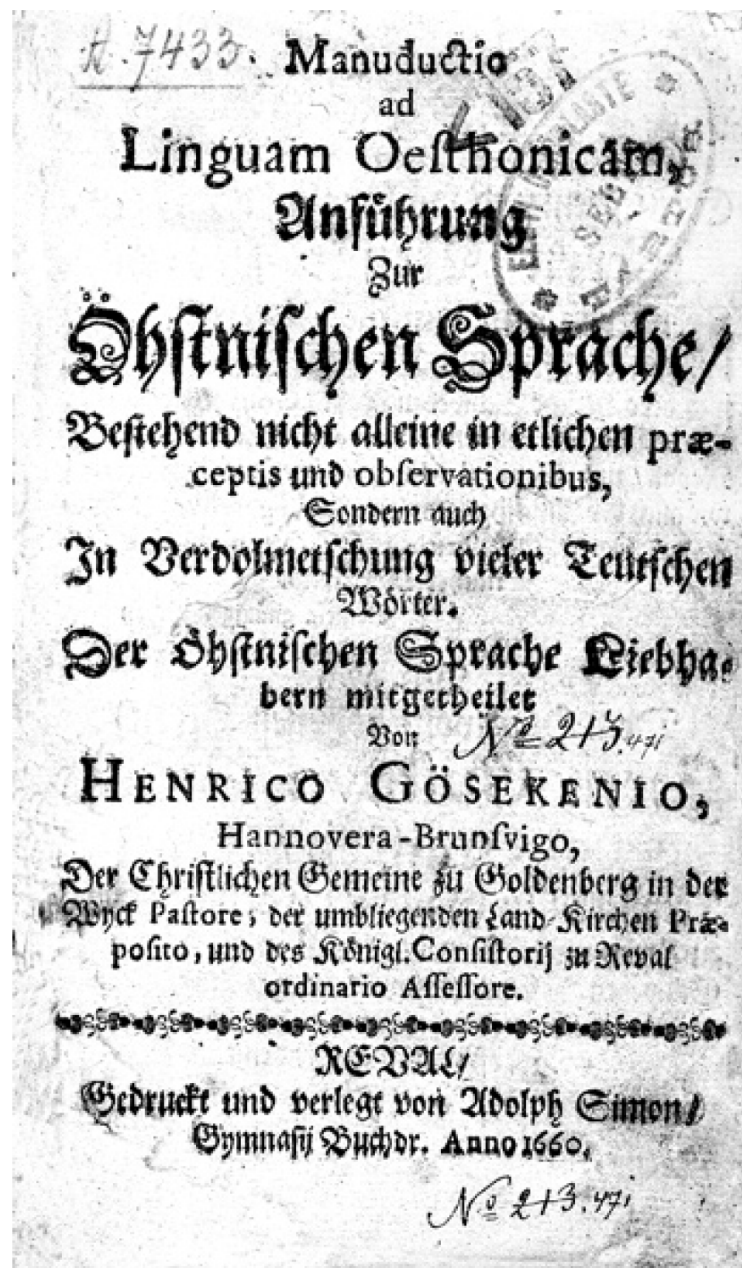 A. 7433.
Manuductio
ad
Linguam Oesthonicam,
Anführung
Zur
Öhstnischen Sprache/
Bestehend nicht alleine in etlichen præ-
ceptis und observationibus,
Sondern auch
In Verdolmetschung vieler Teutschen
Wörter.
Der Öhstnischen Sprache Liebha-
bern mitgetheilet
Von
No 213.471
HENRICO GÖSEKENIO,
Hannovera-Brunsvigo,
Der Christlichen Gemeine zu Goldenberg in der
Wyck Pastore, der umbliegenden Land-Kirchen Præ-
posito, und des Königl. Consistorij zu Reval
ordinario Assessore.
REVAL/
Gedruckt und verlegt von Adolph Simon/
Gymnasij Buchdr. Anno 1660.
No 213.471